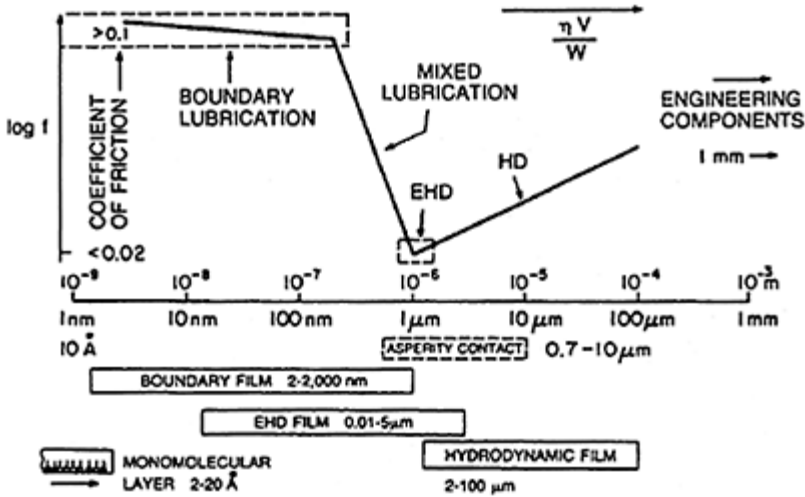 >0.1
η V
W
MIXED
LUBRICATION
BOUNDARY
LUBRICATION
ENGINEERING
COMPONENTS
1 mm
log f
COEFFICIENT
OF FRICTION
EHD
HD
<0.02
10⁻⁹ 10⁻⁸ 10⁻⁷ 10⁻⁶ 10⁻⁵ 10⁻⁴ 10⁻³m
1nm 10nm 100nm 1μm 10μm 100μm 1mm
10 Å
ASPERITY CONTACT 0.7-10μm
BOUNDARY FILM 2-2,000 nm
EHD FILM 0.01-5μm
HYDRODYNAMIC FILM
2-100 μm
MONOMOLECULAR
LAYER 2-20 Å